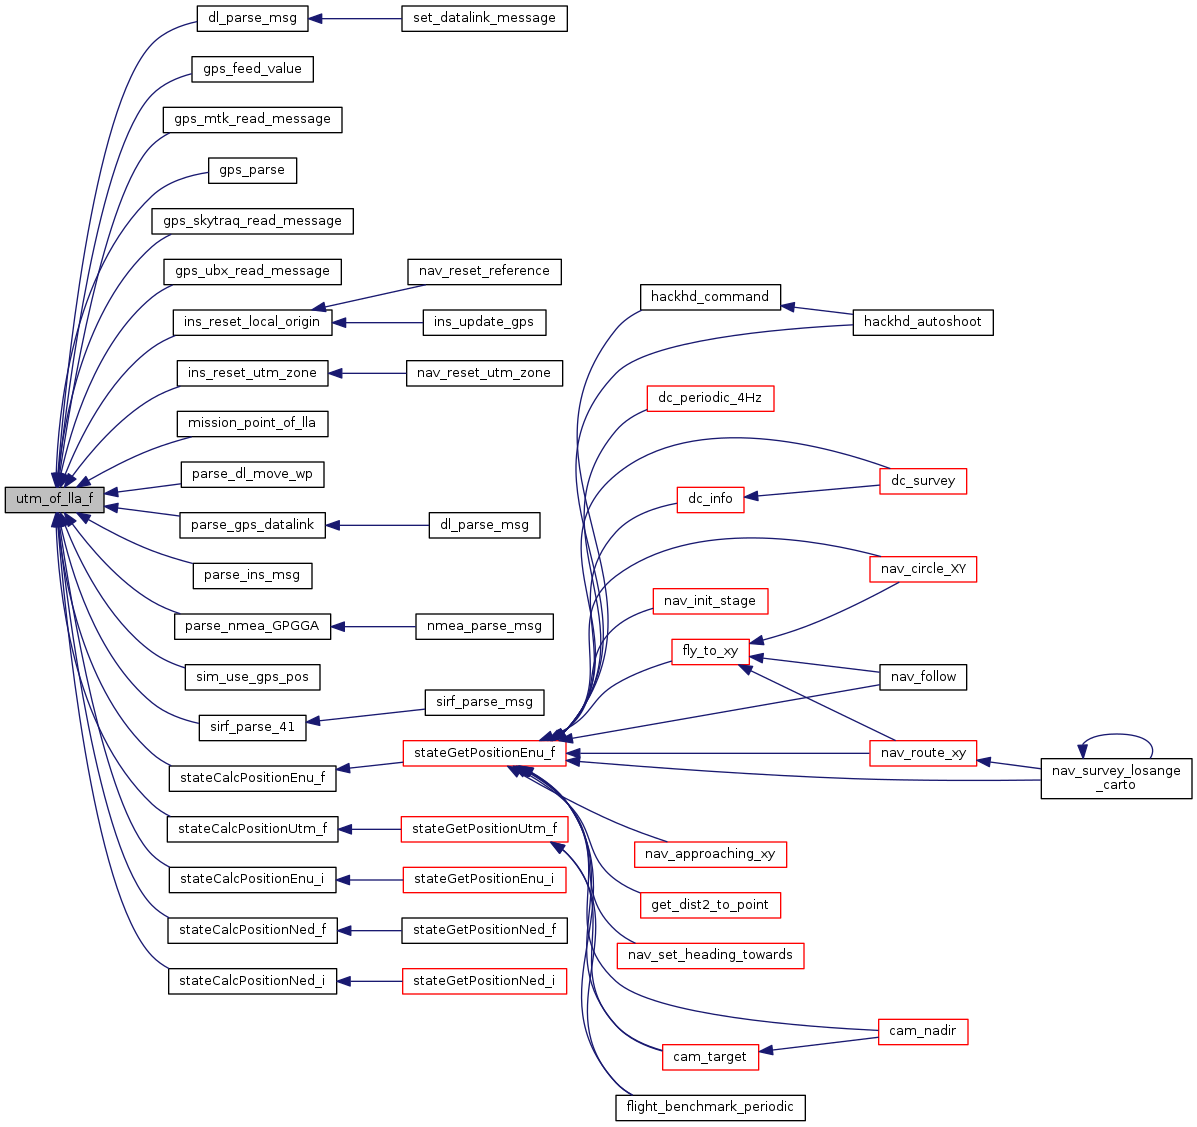 dl_parse_msg
set_datalink_message
gps_feed_value
gps_mtk_read_message
gps_parse
gps_skytraq_read_message
gps_ubx_read_message
nav_reset_reference
ins_reset_local_origin
ins_update_gps
ins_reset_utm_zone
nav_reset_utm_zone
mission_point_of_lla
parse_dl_move_wp
utm_of_lla_f
parse_gps_datalink
dl_parse_msg
parse_ins_msg
parse_nmea_GPGGA
nmea_parse_msg
sim_use_gps_pos
sirf_parse_41
sirf_parse_msg
stateCalcPositionEnu_f
stateGetPositionEnu_f
stateCalcPositionUtm_f
stateGetPositionUtm_f
stateCalcPositionEnu_i
stateGetPositionEnu_i
stateCalcPositionNed_f
stateGetPositionNed_f
stateCalcPositionNed_i
stateGetPositionNed_i
hackhd_command
hackhd_autoshoot
dc_periodic_4Hz
dc_survey
dc_info
nav_circle_XY
nav_init_stage
fly_to_xy
nav_follow
nav_route_xy
nav_survey_losange
_carto
nav_approaching_xy
get_dist2_to_point
nav_set_heading_towards
cam_nadir
cam_target
flight_benchmark_periodic